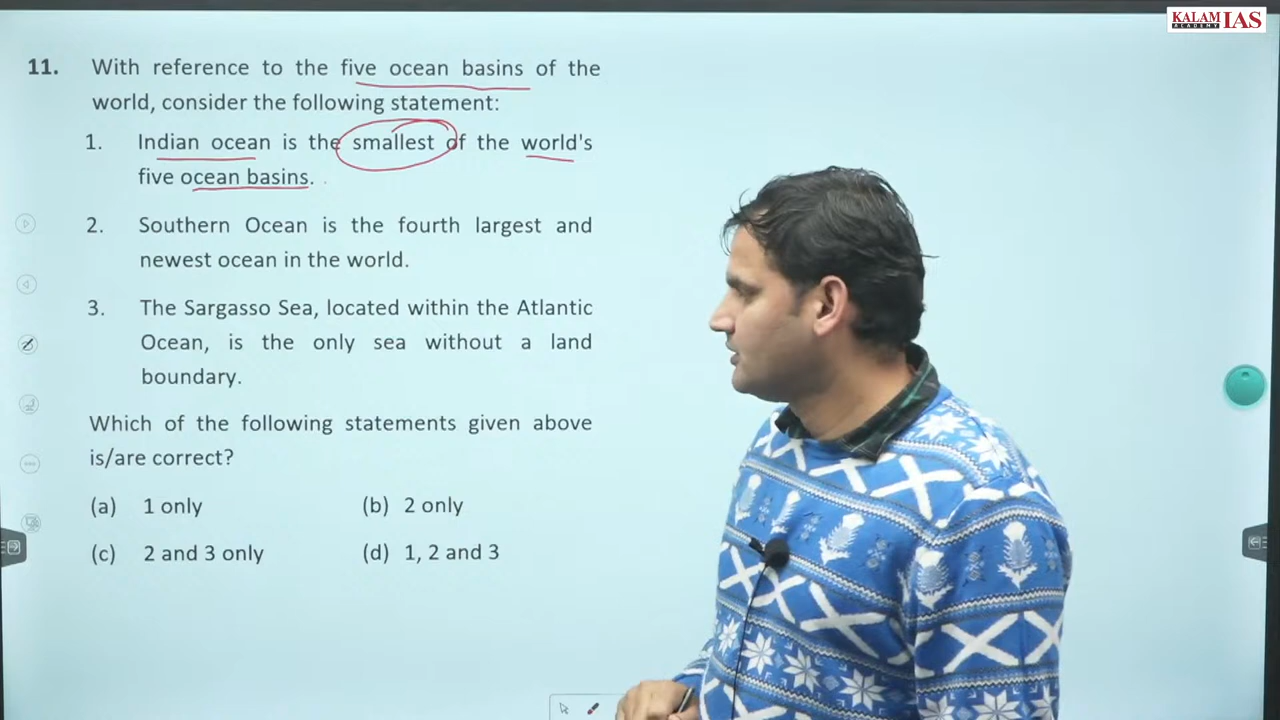 KALAM IAS
ACADEMY
11. With reference to the five ocean basins of the
world, consider the following statement:
1. Indian ocean is the smallest of the world's
five ocean basins.
2. Southern Ocean is the fourth largest and
newest ocean in the world.
3. The Sargasso Sea, located within the Atlantic
Ocean, is the only sea without a land
boundary.
Which of the following statements given above
is/are correct?
(a) 1 only (b) 2 only
(c) 2 and 3 only (d) 1, 2 and 3